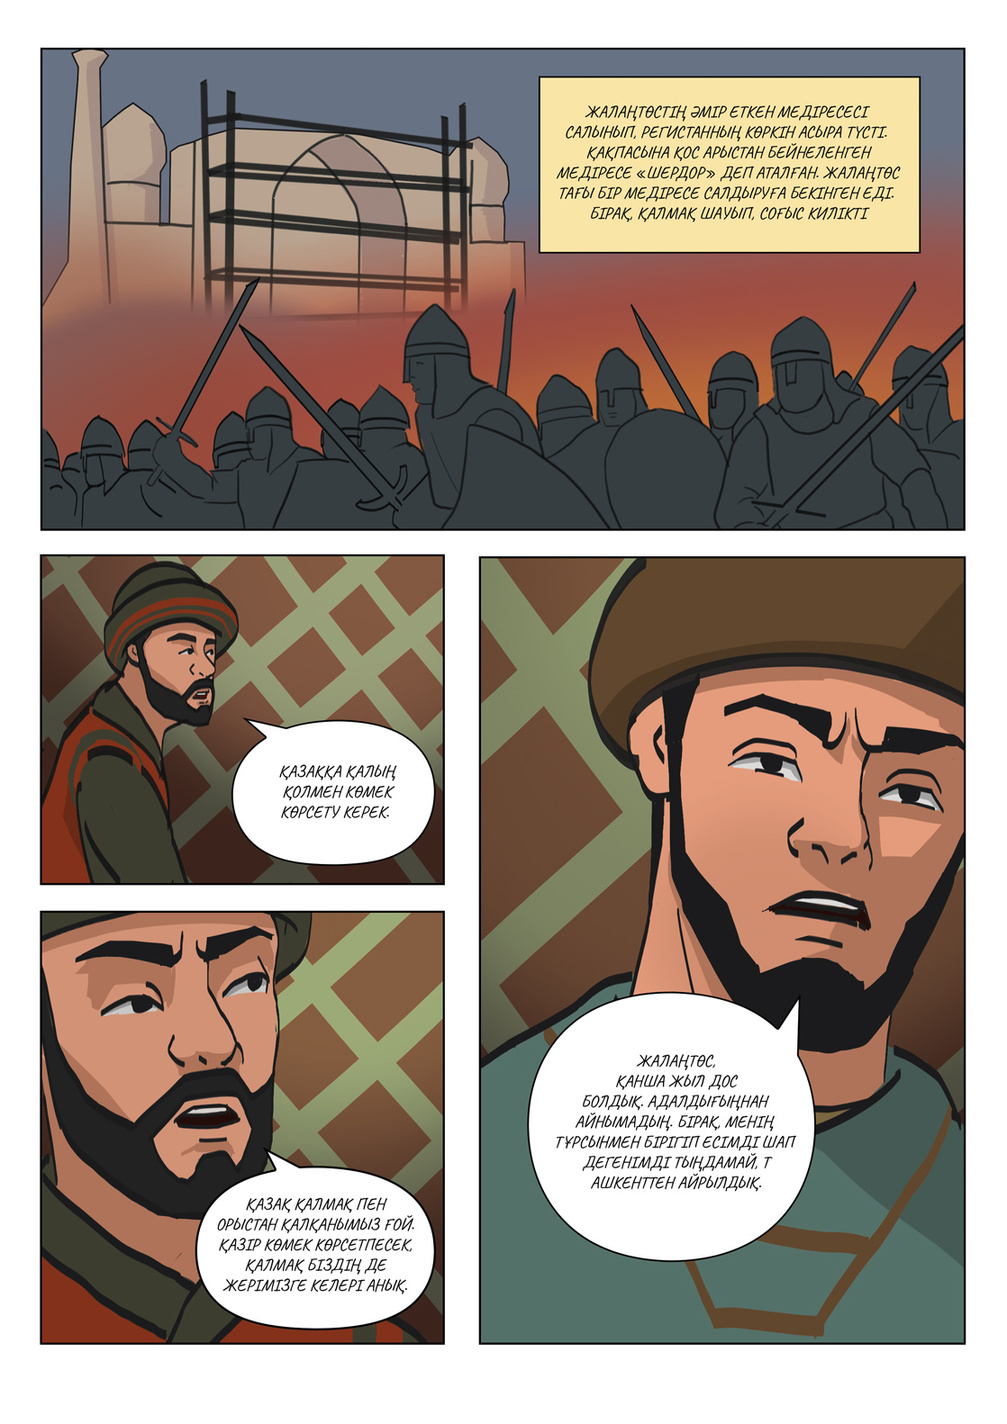 ЖАЛАҢТӨСТІҢ ӘМІР ЕТКЕН МЕДІРЕСЕСІ
САЛЫНЫП, РЕГИСТАННЫҢ КӨРКІН АСЫРА ТҮСТІ.
ҚАҚПАСЫНА ҚОС АРЫСТАН БЕЙНЕЛЕНГЕН
МЕДІРЕСЕ «ШЕРДОР» ДЕП АТАЛҒАН. ЖАЛАҢТӨС
ТАҒЫ БІР МЕДІРЕСЕ САЛДЫРУҒА БЕКІНГЕН ЕДІ.
БІРАҚ, ҚАЛМАҚ ШАУЫП, СОҒЫС КИЛІКТІ
ҚАЗАҚҚА ҚАЛЫҢ
ҚОЛМЕН КӨМЕК
КӨРСЕТУ КЕРЕК.
ҚАЗАҚ ҚАЛМАҚ ПЕН
ОРЫСТАН ҚАЛҚАНЫМЫЗ ҒОЙ.
ҚАЗІР КӨМЕК КӨРСЕТПЕСЕК,
ҚАЛМАҚ БІЗДІҢ ДЕ
ЖЕРІМІЗГЕ КЕЛЕРІ АНЫҚ.
ЖАЛАҢТӨС,
ҚАНША ЖЫЛ ДОС
БОЛДЫҚ. АДАЛДЫҒЫҢНАН
АЙНЫМАДЫҢ. БІРАҚ, МЕНІҢ
ТҰРСЫНМЕН БІРІГІП ЕСІМДІ ШАП
ДЕГЕНІМДІ ТЫҢДАМАЙ, Т
АШКЕНТТЕН АЙРЫЛДЫҚ.